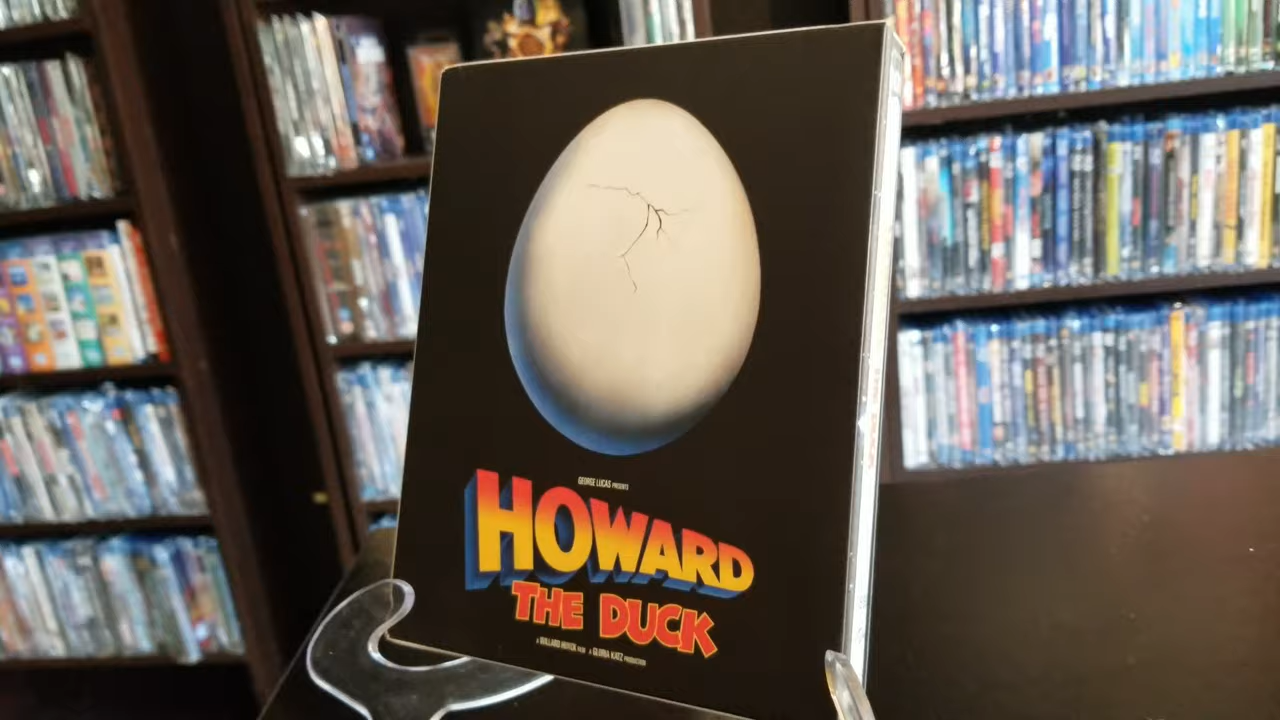 GEORGE LUCAS PRESENTS
HOWARD
THE DUCK
A WILLARD HUYCK FILM A GLORIA KATZ PRODUCTION